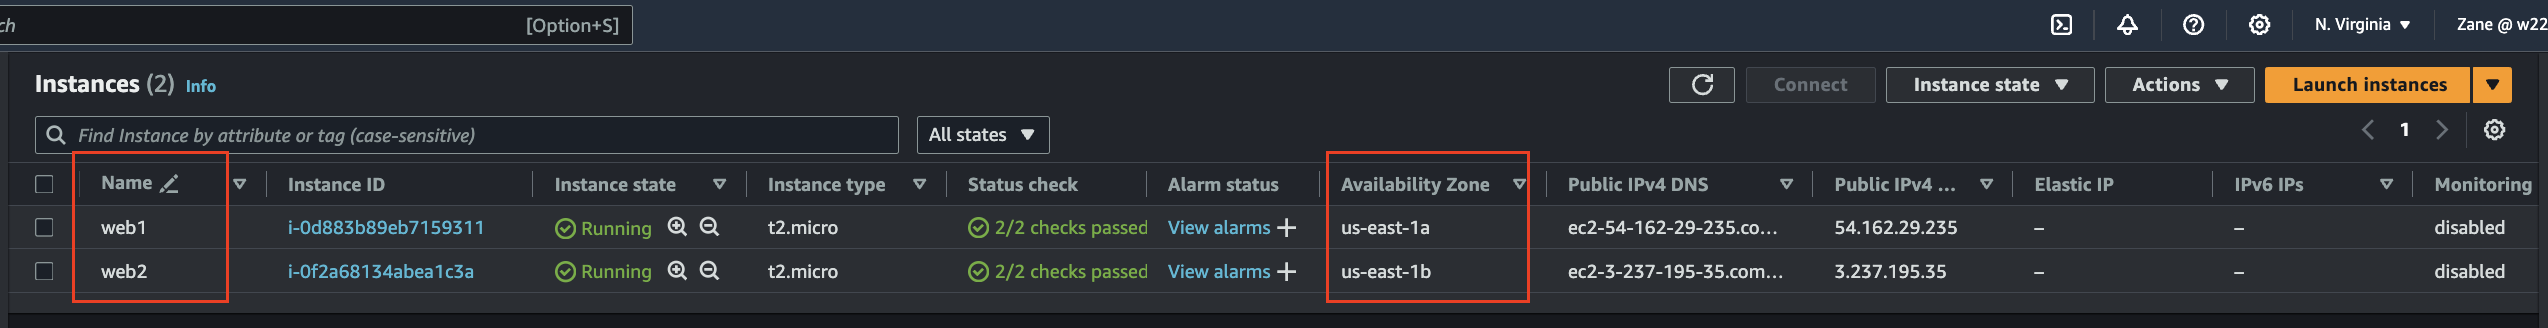 ch [Option+S] N. Virginia Zane @ w22
Instances (2) Info Connect Instance state Actions Launch instances
Find Instance by attribute or tag (case-sensitive) All states 1
Name Instance ID Instance state Instance type Status check Alarm status Availability Zone Public IPv4 DNS Public IPv4 ... Elastic IP IPv6 IPs Monitoring
web1 i-0d883b89eb7159311 Running t2.micro 2/2 checks passed View alarms + us-east-1a ec2-54-162-29-235.co... 54.162.29.235 – – disabled
web2 i-0f2a68134abea1c3a Running t2.micro 2/2 checks passed View alarms + us-east-1b ec2-3-237-195-35.com... 3.237.195.35 – – disabled